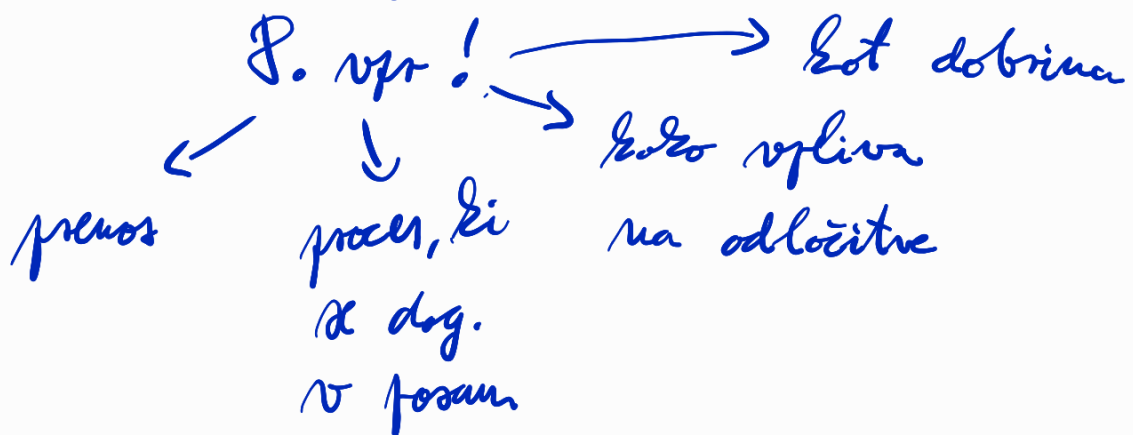 8. vpr!
kot dobrina
kako vpliva
na odločitve
prenos
proces, ki
se dog.
v posam